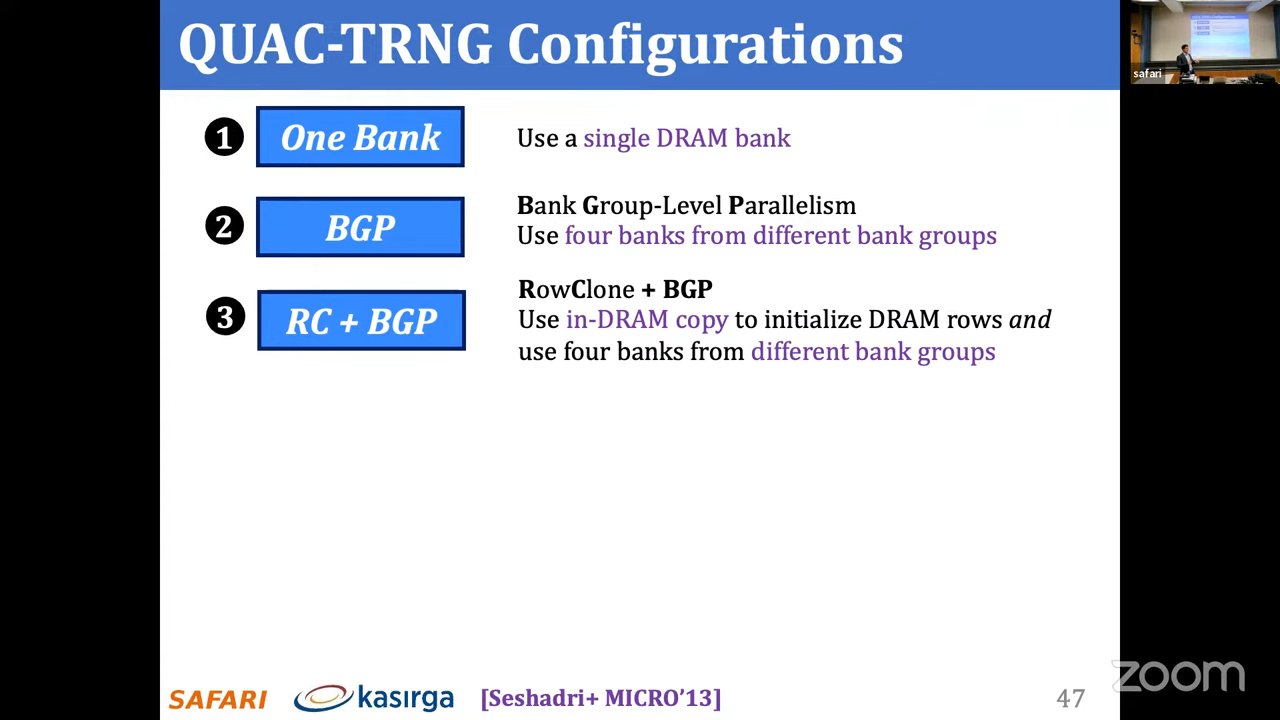 QUAC-TRNG Configurations
safari
1 One Bank
Use a single DRAM bank
2 BGP
Bank Group-Level Parallelism
Use four banks from different bank groups
3 RC + BGP
RowClone + BGP
Use in-DRAM copy to initialize DRAM rows and
use four banks from different bank groups
SAFARI kasırga [Seshadri+ MICRO'13] 47
zoom